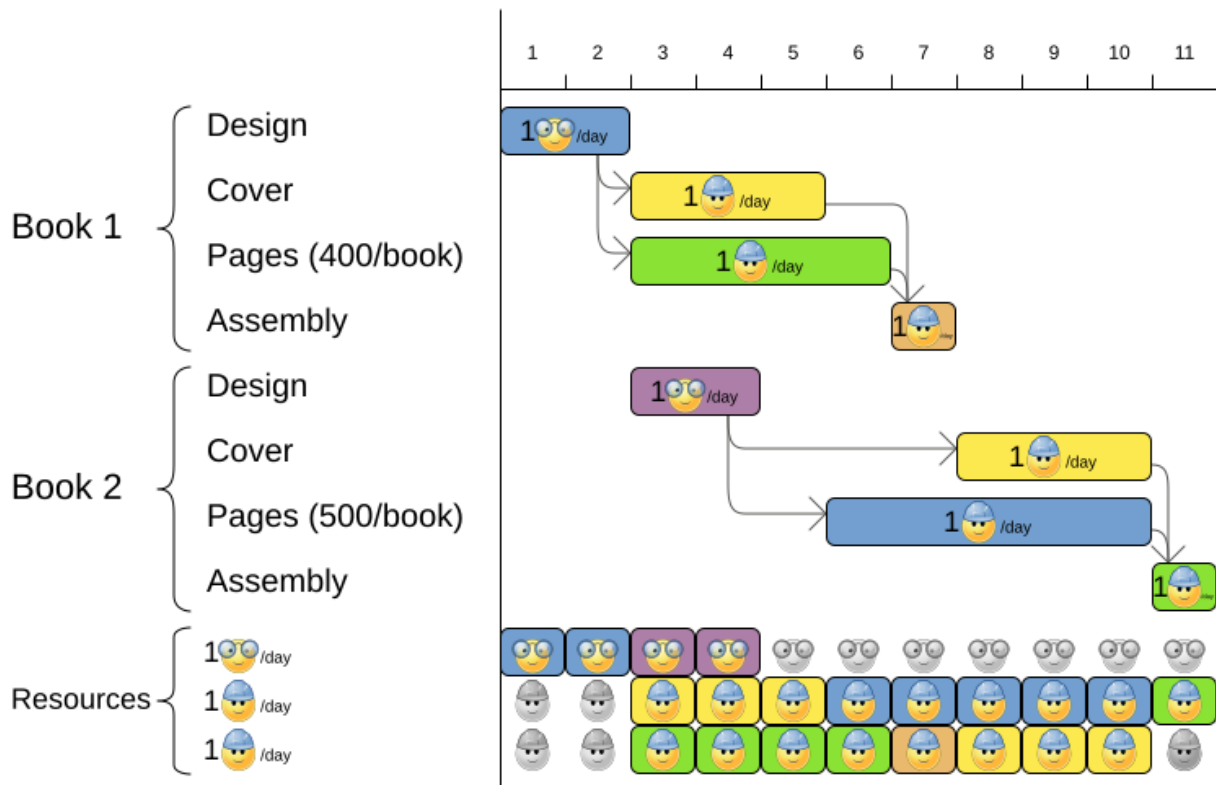 1 2 3 4 5 6 7 8 9 10 11
Book 1
Design
1 /day
Cover
1 /day
Pages (400/book)
1 /day
Assembly
1 /day
Book 2
Design
1 /day
Cover
1 /day
Pages (500/book)
1 /day
Assembly
1 /day
Resources
1 /day
1 /day
1 /day